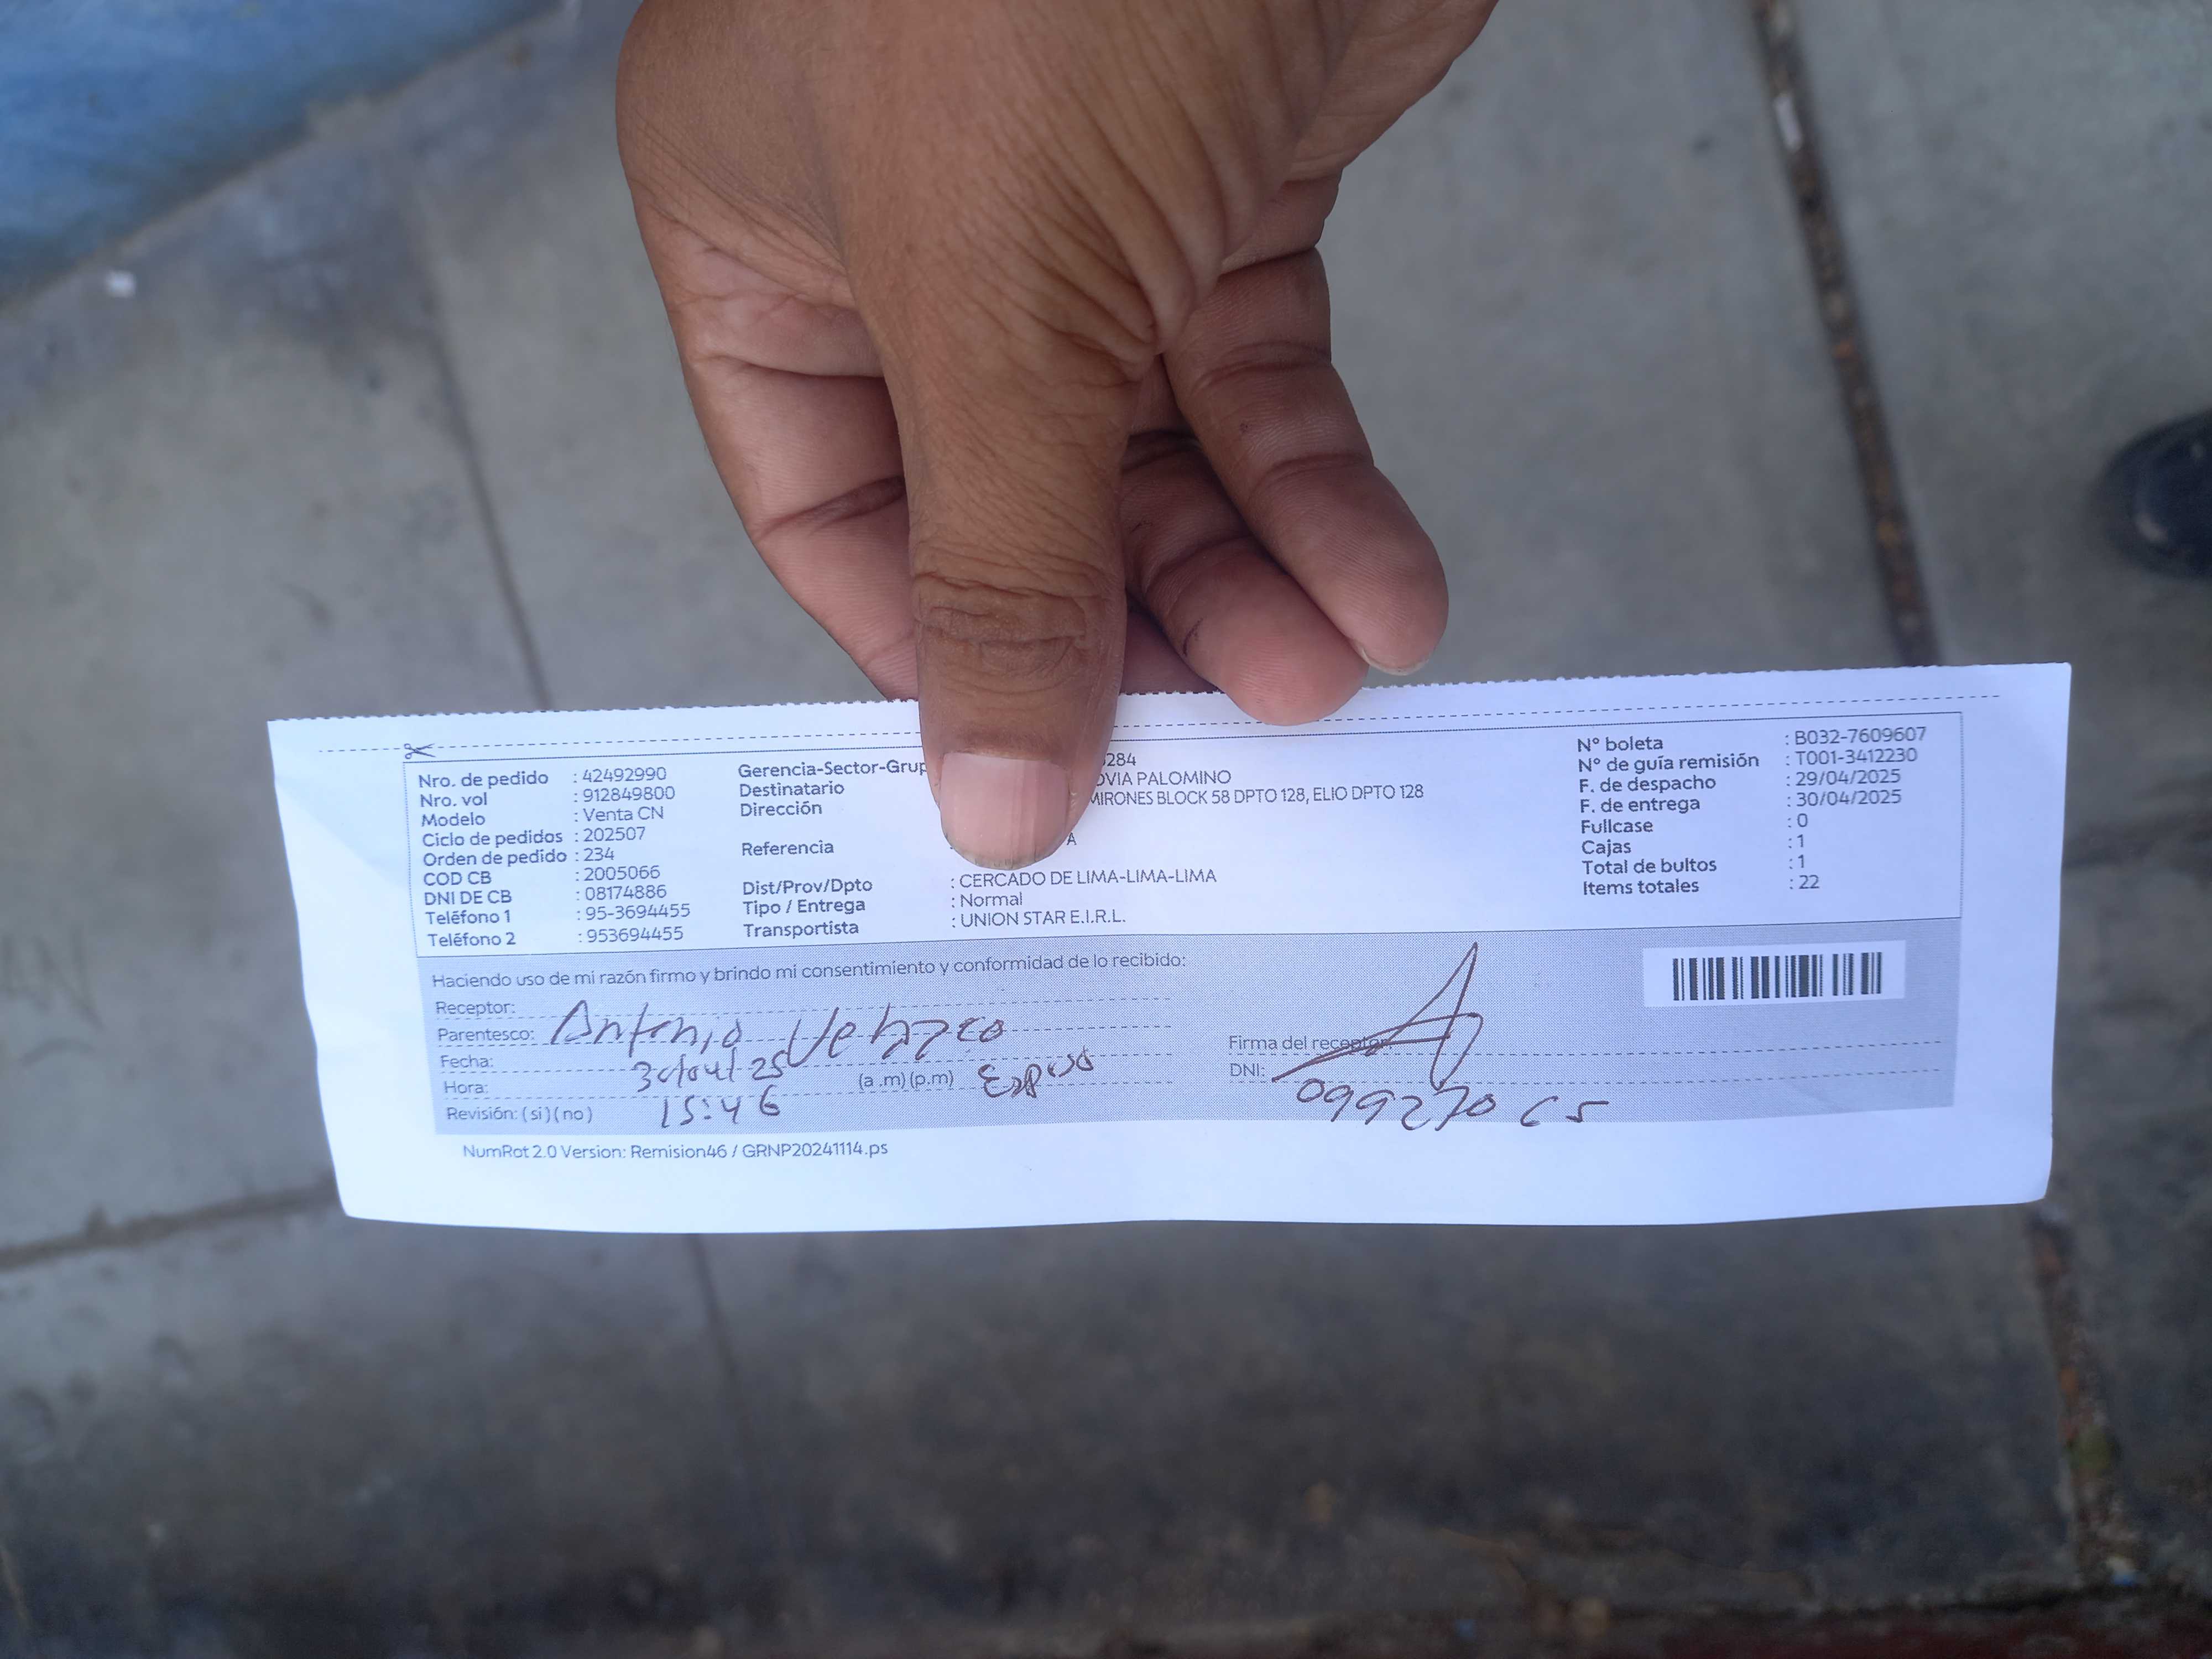 Nro. de pedido : 42492990
Nro. vol : 912849800
Modelo : Venta CN
Ciclo de pedidos : 202507
Orden de pedido : 234
COD CB : 2005066
DNI DE CB : 08174886
Teléfono 1 : 95-3694455
Teléfono 2 : 953694455
Gerencia-Sector-Grup 284
Destinatario OVIA PALOMINO
Dirección MIRONES BLOCK 58 DPTO 128, ELIO DPTO 128
Referencia A
Dist/Prov/Dpto : CERCADO DE LIMA-LIMA-LIMA
Tipo / Entrega : Normal
Transportista : UNION STAR E.I.R.L.
N° boleta : B032-7609607
N° de guía remisión : T001-3412230
F. de despacho : 29/04/2025
F. de entrega : 30/04/2025
Fullcase : 0
Cajas : 1
Total de bultos : 1
Items totales : 22
Haciendo uso de mi razón firmo y brindo mi consentimiento y conformidad de lo recibido:
Receptor:
Parentesco: Antonio
Fecha: 30/04/25
Hora: (a .m) (p.m)
Revisión: ( si ) ( no ) 15:46
Firma del receptor:
DNI:
099270 65
NumRot 2.0 Version: Remision46 / GRNP20241114.ps